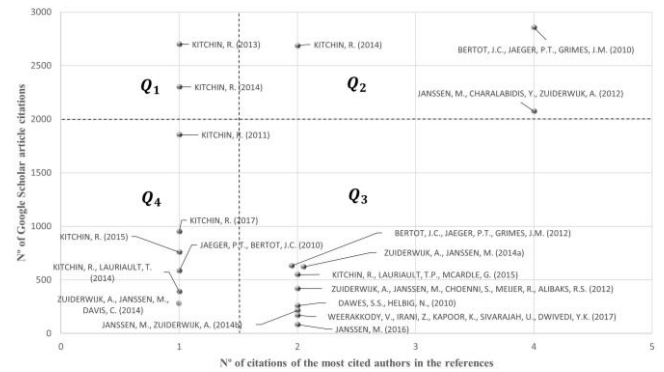 3000
KITCHIN, R. (2013)
KITCHIN, R. (2014)
BERTOT, J.C., JAEGER, P.T., GRIMES, J.M. (2010)
2500
Q1
KITCHIN, R. (2014)
Q2
JANSSEN, M., CHARALABIDIS, Y., ZUIDERWIJK, A. (2012)
2000
KITCHIN, R. (2011)
1500
Q4
Q3
KITCHIN, R. (2017)
1000
KITCHIN, R. (2015)
JAEGER, P.T., BERTOT, J.C. (2010)
BERTOT, J.C., JAEGER, P.T., GRIMES, J.M. (2012)
ZUIDERWIJK, A., JANSSEN, M. (2014a)
KITCHIN, R., LAURIAULT, T.
(2014)
KITCHIN, R., LAURIAULT, T.P., MCARDLE, G. (2015)
500
ZUIDERWIJK, A., JANSSEN, M., CHOENNI, S., MEIJER, R., ALIBAKS, R.S. (2012)
ZUIDERWIJK, A., JANSSEN, M.,
DAVIS, C. (2014)
DAWES, S.S., HELBIG, N., (2010)
JANSSEN, M., ZUIDERWIJK, A. (2014b)
WEERAKKODY, V., IRANI, Z., KAPOOR, K., SIVARAJAH, U., DWIVEDI, Y.K. (2017)
JANSSEN, M. (2016)
0
0
1
2
3
4
5
N° of citations of the most cited authors in the references
N° of Google Scholar article citations